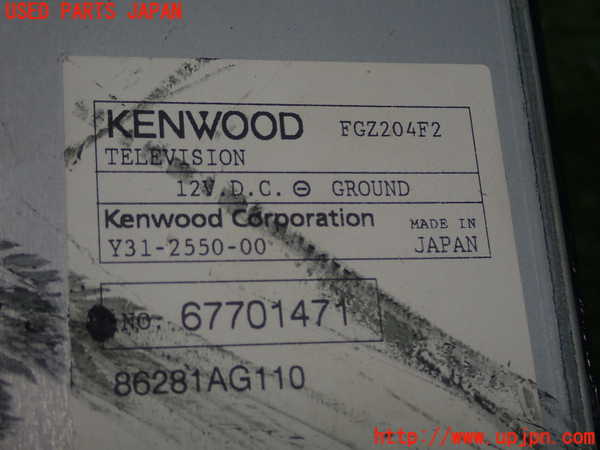 USED PARTS JAPAN
KENWOOD FGZ204F2
TELEVISION
12V. D.C. ⊖ GROUND
Kenwood Corporation MADE IN
Y31-2550-00 JAPAN
NO. 67701471
86281AG110
http://www.upjpn.com/